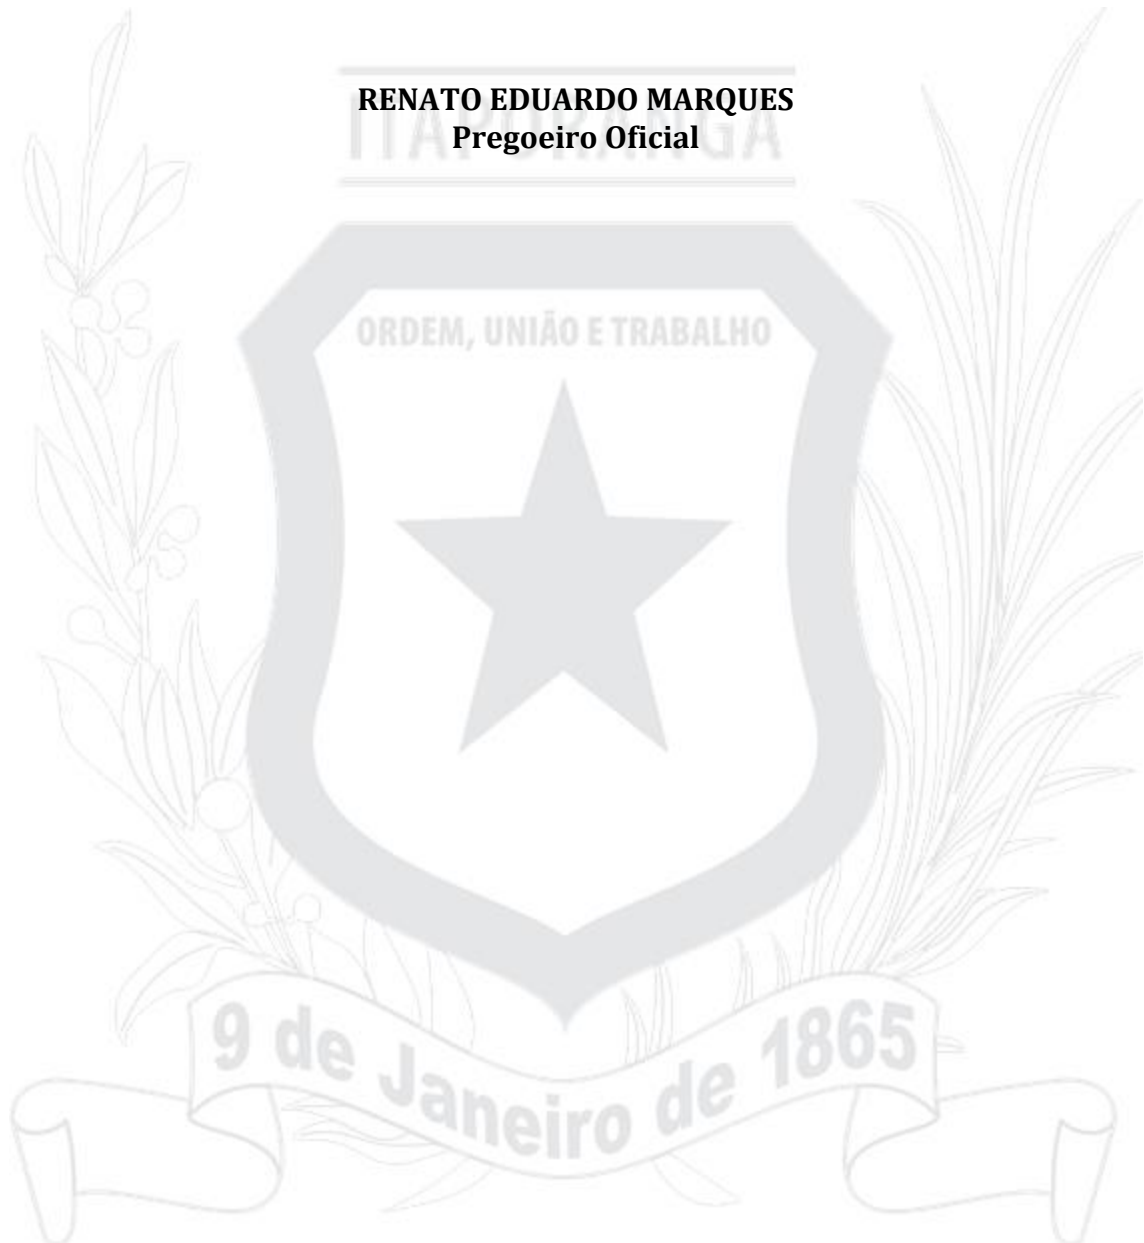 RENATO EDUARDO MARQUES
Pregoeiro Oficial
ITAPORANGA
ORDEM, UNIÃO E TRABALHO
9 de Janeiro de 1865